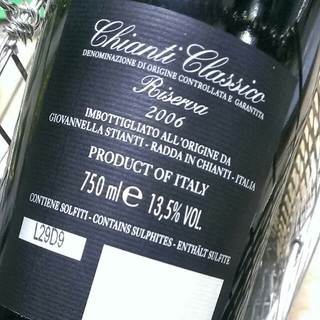 Chianti Classico
DENOMINAZIONE DI ORIGINE CONTROLLATA E GARANTITA
Riserva
2006
IMBOTTIGLIATO ALL'ORIGINE DA
GIOVANNELLA STIANTI - RADDA IN CHIANTI - ITALIA
PRODUCT OF ITALY
750 ml e 13,5% VOL.
CONTIENE SOLFITI - CONTAINS SULPHITES - ENTHÄLT SULFITE
L29D9